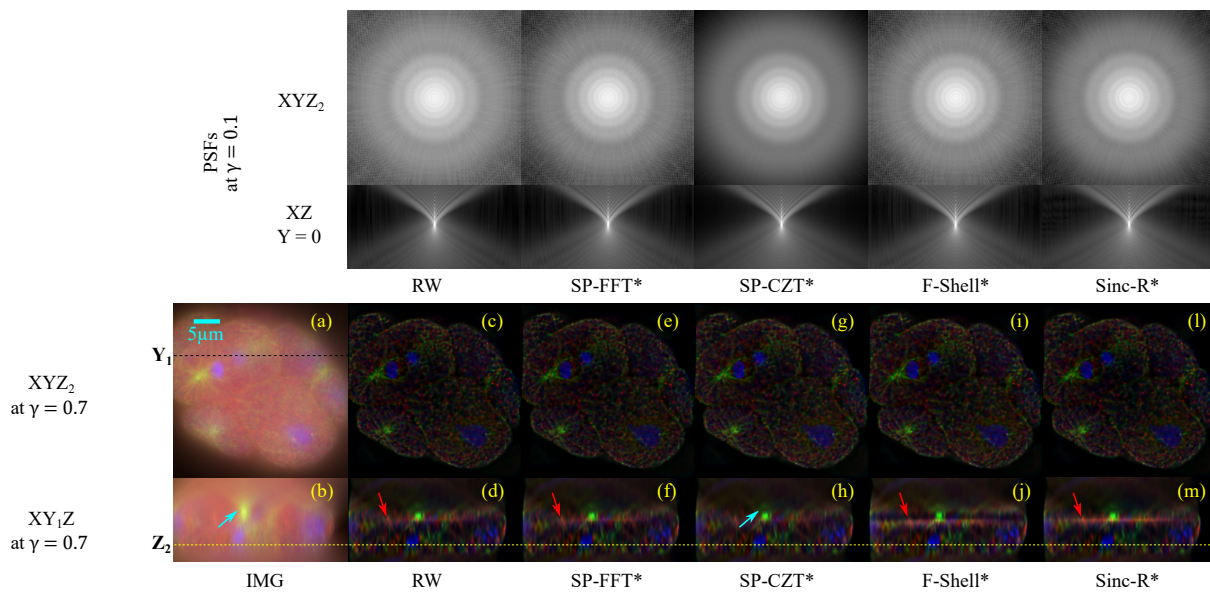 PSFs
at γ = 0.1
XYZ₂
XZ
Y = 0
RW
SP-FFT*
SP-CZT*
F-Shell*
Sinc-R*
XYZ₂
at γ = 0.7
Y₁
5µm
(a)
(c)
(e)
(g)
(i)
(l)
XY₁Z
at γ = 0.7
Z₂
(b)
(d)
(f)
(h)
(j)
(m)
IMG
RW
SP-FFT*
SP-CZT*
F-Shell*
Sinc-R*